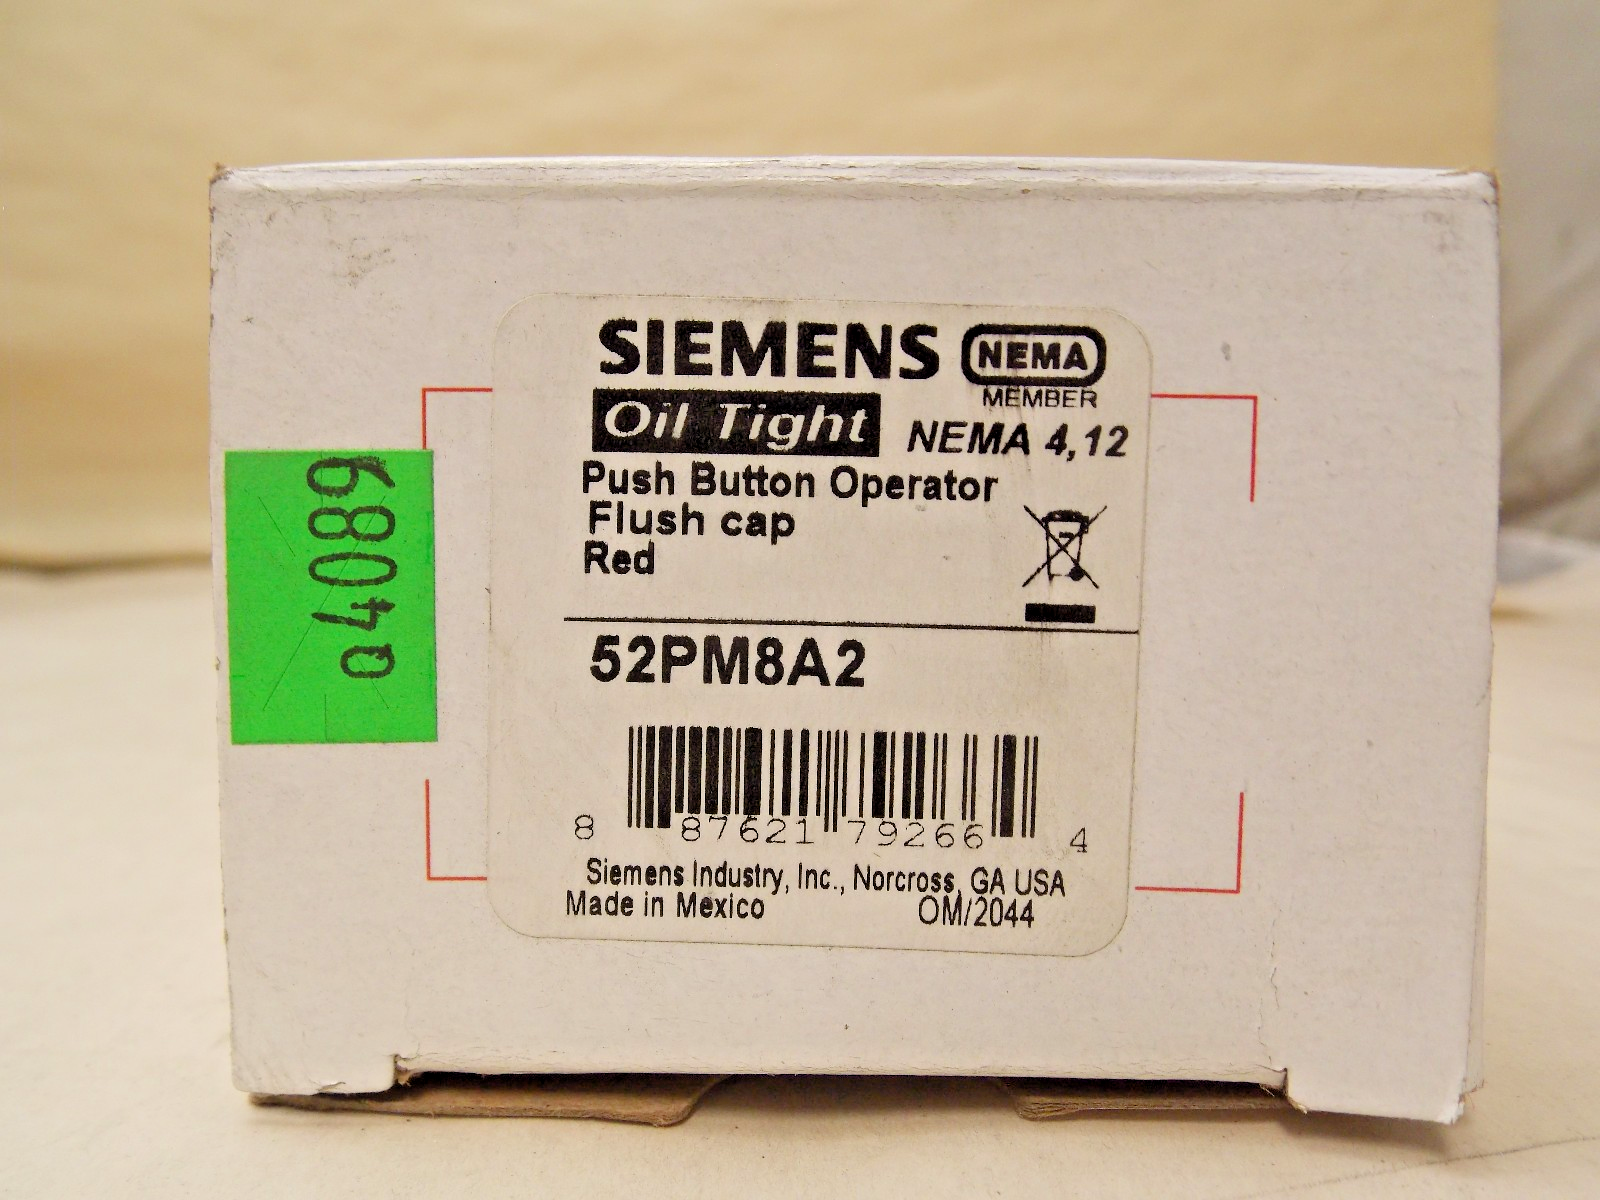 SIEMENS
NEMA
MEMBER
Oil Tight
NEMA 4,12
Push Button Operator
Flush cap
Red
52PM8A2
8 87621 79266 4
Siemens Industry, Inc., Norcross, GA USA
Made in Mexico
OM/2044
Q4089